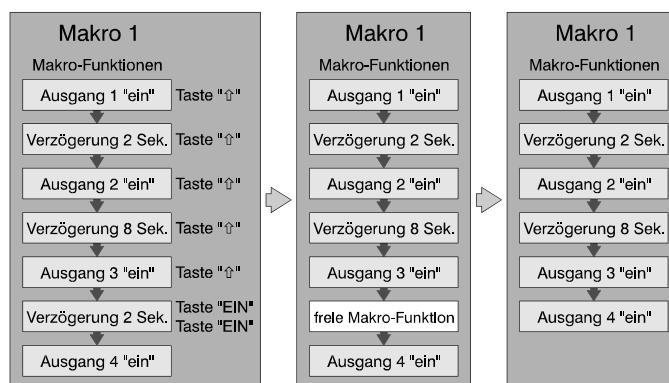 Makro 1
Makro-Funktionen
Ausgang 1 "ein" Taste "⇧"
Verzögerung 2 Sek. Taste "⇧"
Ausgang 2 "ein" Taste "⇧"
Verzögerung 8 Sek. Taste "⇧"
Ausgang 3 "ein" Taste "⇧"
Verzögerung 2 Sek. Taste "EIN"
Taste "EIN"
Ausgang 4 "ein"
Makro 1
Makro-Funktionen
Ausgang 1 "ein"
Verzögerung 2 Sek.
Ausgang 2 "ein"
Verzögerung 8 Sek.
Ausgang 3 "ein"
freie Makro-Funktion
Ausgang 4 "ein"
Makro 1
Makro-Funktionen
Ausgang 1 "ein"
Verzögerung 2 Sek.
Ausgang 2 "ein"
Verzögerung 8 Sek.
Ausgang 3 "ein"
Ausgang 4 "ein"